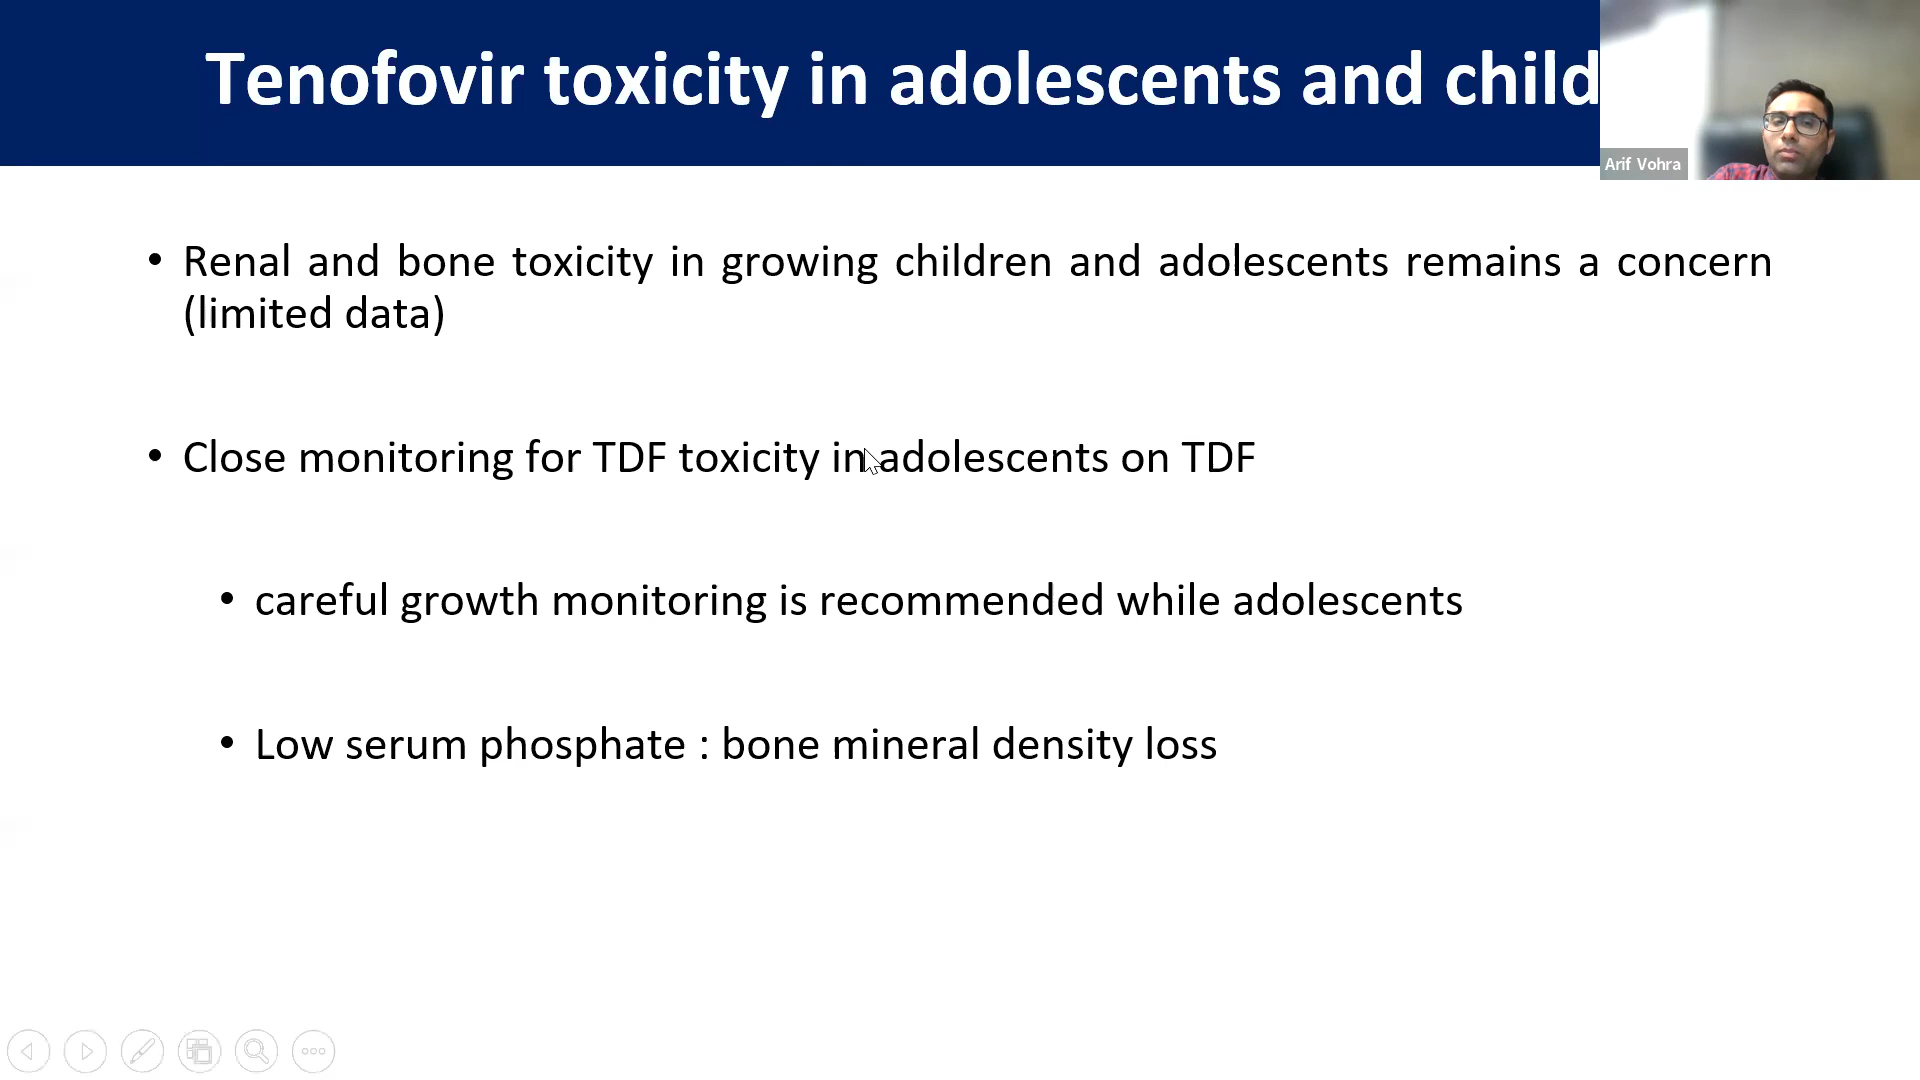 Tenofovir toxicity in adolescents and child
Arif Vohra
• Renal and bone toxicity in growing children and adolescents remains a concern
(limited data)
• Close monitoring for TDF toxicity in adolescents on TDF
• careful growth monitoring is recommended while adolescents
• Low serum phosphate : bone mineral density loss